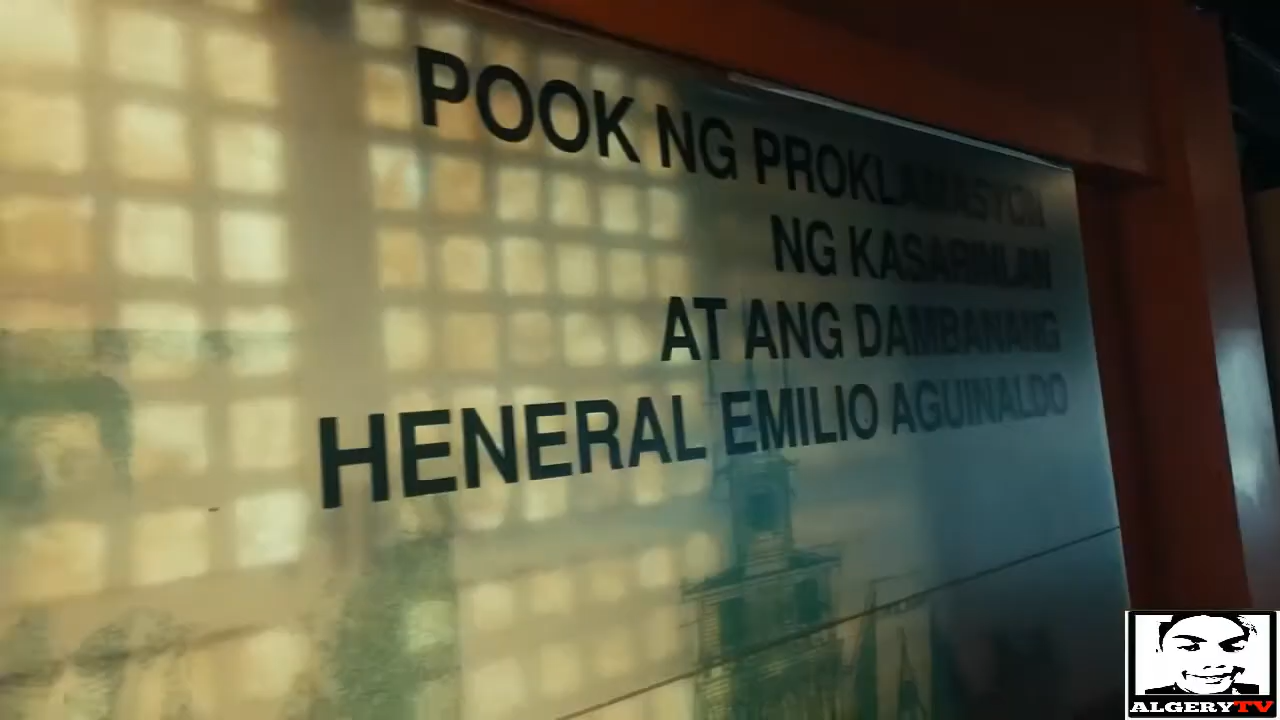 POOK NG PROKLAMASYON
NG KASARINLAN
AT ANG DAMBANANG
HENERAL EMILIO AGUINALDO
ALGERYTV